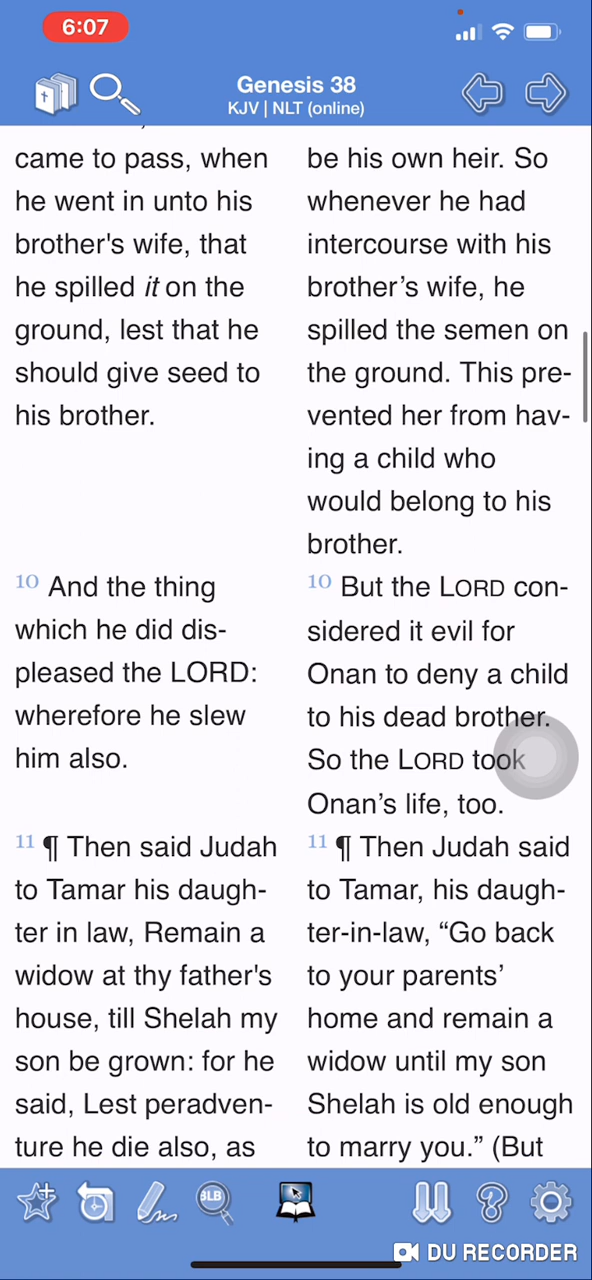 6:07
Genesis 38
KJV | NLT (online)
came to pass, when
he went in unto his
brother's wife, that
he spilled it on the
ground, lest that he
should give seed to
his brother.
10 And the thing
which he did dis-
pleased the LORD:
wherefore he slew
him also.
11 ¶ Then said Judah
to Tamar his daugh-
ter in law, Remain a
widow at thy father's
house, till Shelah my
son be grown: for he
said, Lest peradven-
ture he die also, as
be his own heir. So
whenever he had
intercourse with his
brother’s wife, he
spilled the semen on
the ground. This pre-
vented her from hav-
ing a child who
would belong to his
brother.
10 But the LORD con-
sidered it evil for
Onan to deny a child
to his dead brother.
So the LORD took
Onan’s life, too.
11 ¶ Then Judah said
to Tamar, his daugh-
ter-in-law, “Go back
to your parents’
home and remain a
widow until my son
Shelah is old enough
to marry you.” (But
BLB
DU RECORDER